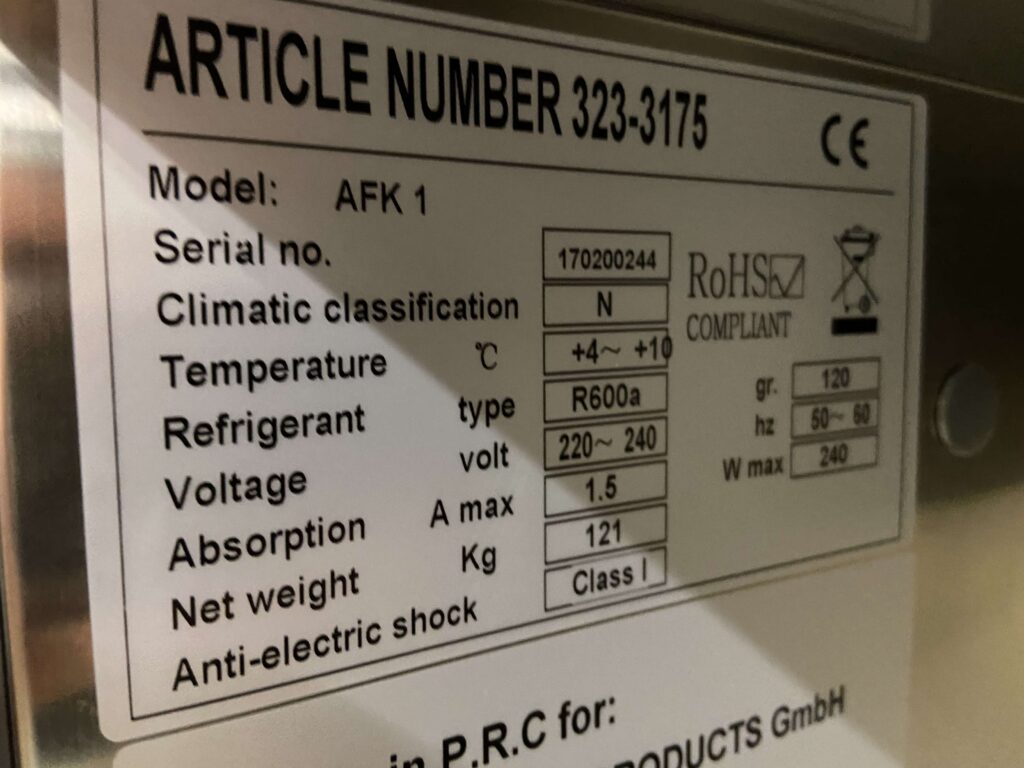 ARTICLE NUMBER 323-3175
CE
Model: AFK 1
Serial no. 170200244
Climatic classification N
RoHS
COMPLIANT
Temperature °C +4~ +10
Refrigerant type R600a gr. 120
Voltage volt 220~ 240 hz 50~ 60
Absorption A max 1.5 W max 240
Net weight Kg 121
Anti-electric shock Class I
in P.R.C for:
PRODUCTS GmbH